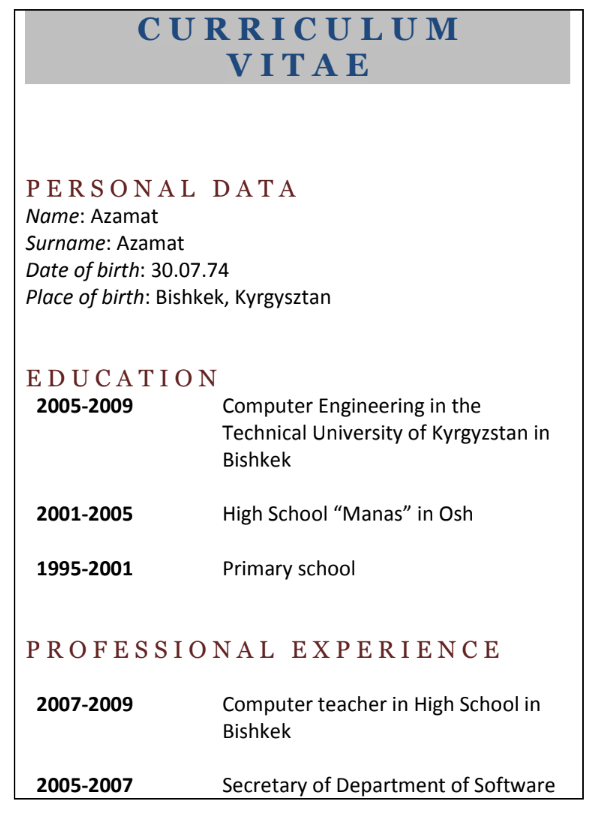 CURRICULUM
VITAE
PERSONAL DATA
Name: Azamat
Surname: Azamat
Date of birth: 30.07.74
Place of birth: Bishkek, Kyrgysztan
EDUCATION
2005-2009 Computer Engineering in the
Technical University of Kyrgyzstan in
Bishkek
2001-2005 High School “Manas” in Osh
1995-2001 Primary school
PROFESSIONAL EXPERIENCE
2007-2009 Computer teacher in High School in
Bishkek
2005-2007 Secretary of Department of Software